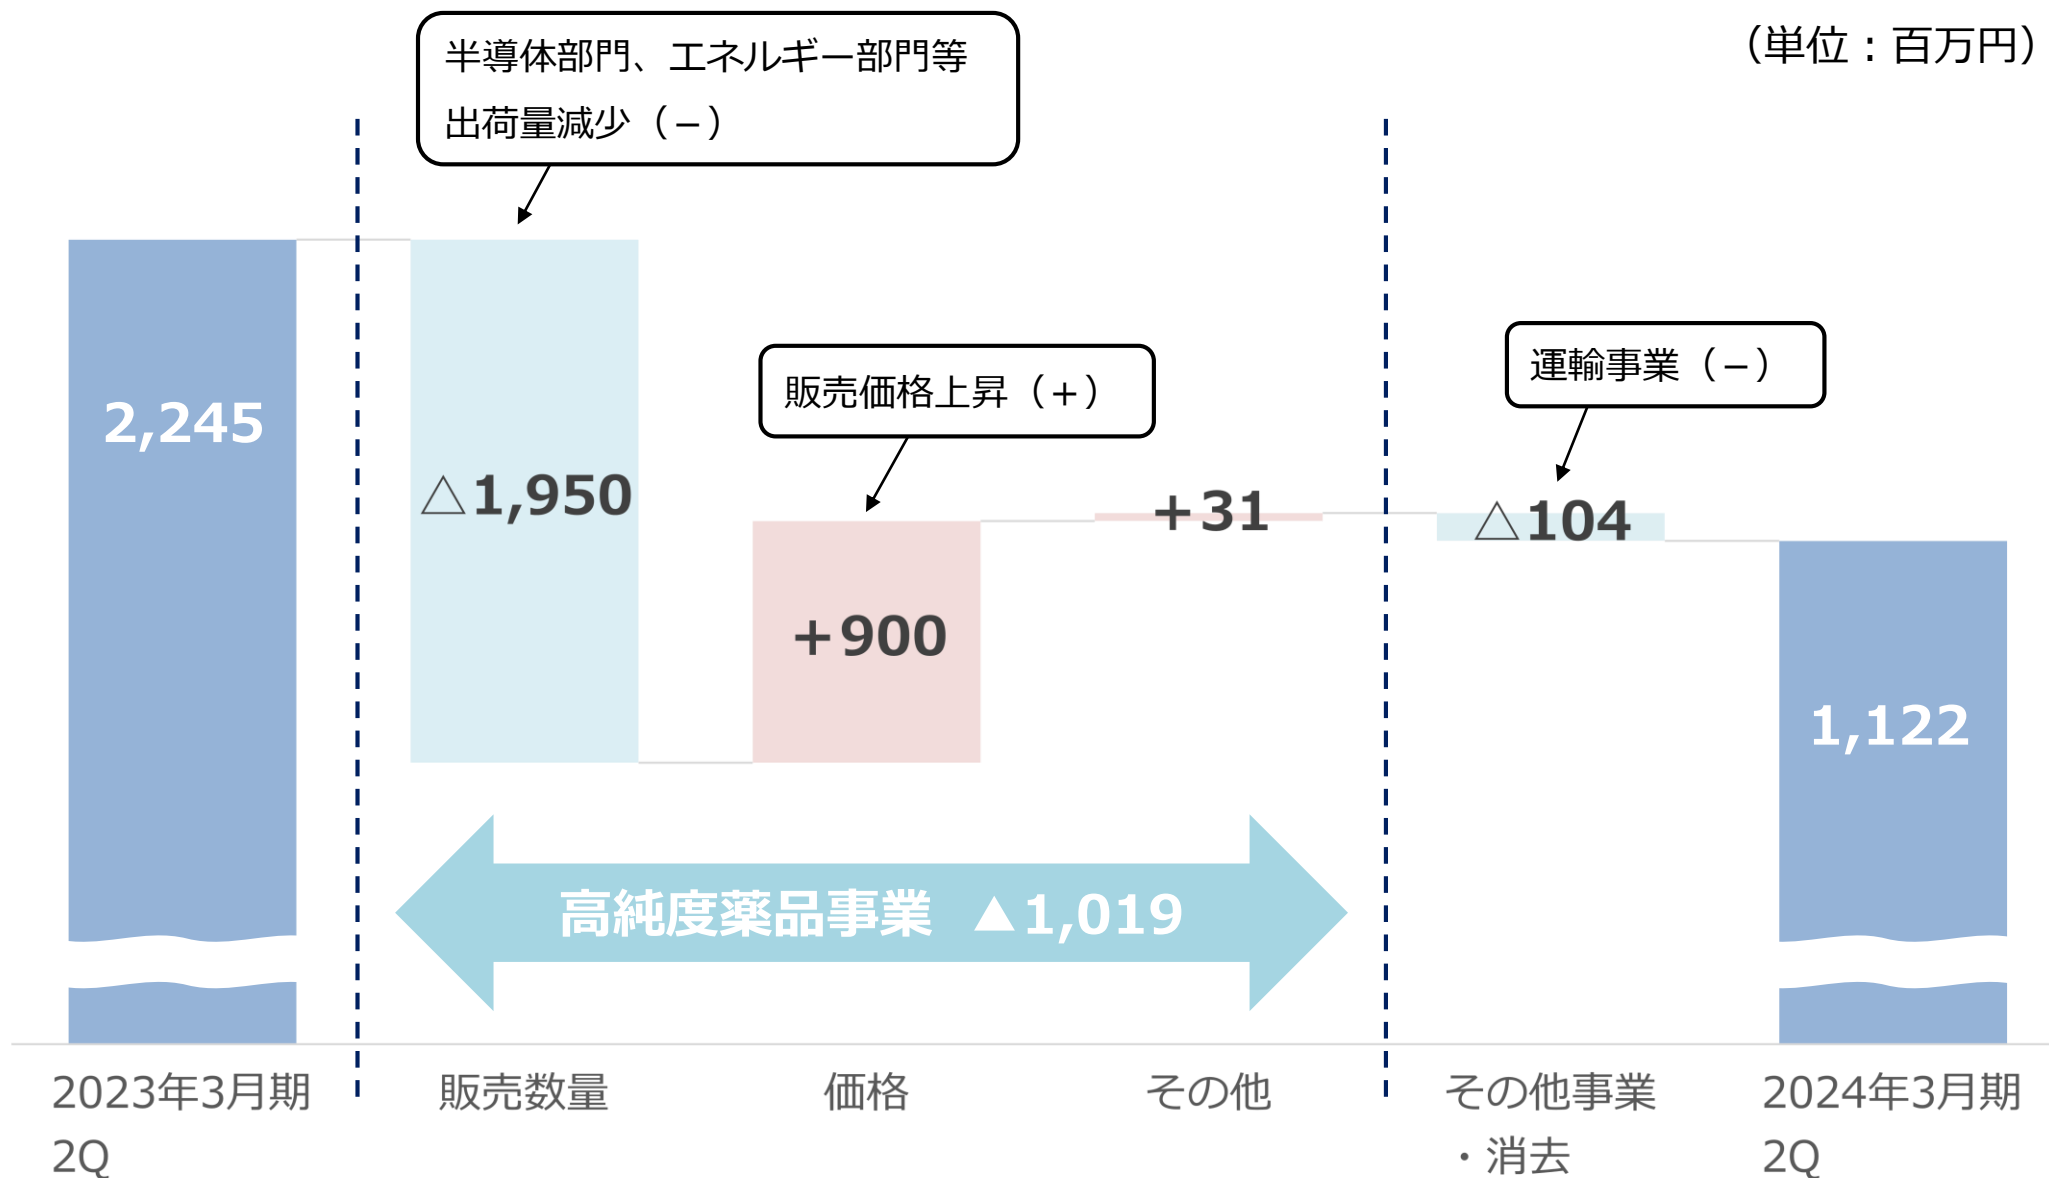 （単位：百万円）
半導体部門、エネルギー部門等
出荷量減少（－）
販売価格上昇（+）
運輸事業（－）
2,245
△1,950
+900
+31
△104
1,122
高純度薬品事業 ▲1,019
2023年3月期
2Q
販売数量
価格
その他
その他事業
・消去
2024年3月期
2Q